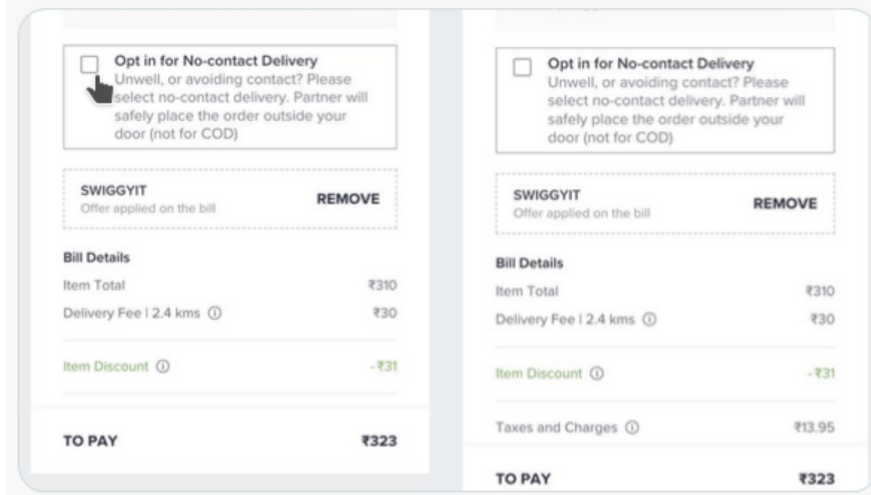 Opt in for No-contact Delivery
Unwell, or avoiding contact? Please
select no-contact delivery. Partner will
safely place the order outside your
door (not for COD)
SWIGGYIT
Offer applied on the bill
REMOVE
Bill Details
Item Total ₹310
Delivery Fee | 2.4 kms ₹30
Item Discount -₹31
TO PAY ₹323
Opt in for No-contact Delivery
Unwell, or avoiding contact? Please
select no-contact delivery. Partner will
safely place the order outside your
door (not for COD)
SWIGGYIT
Offer applied on the bill
REMOVE
Bill Details
Item Total ₹310
Delivery Fee | 2.4 kms ₹30
Item Discount -₹31
Taxes and Charges ₹13.95
TO PAY ₹323